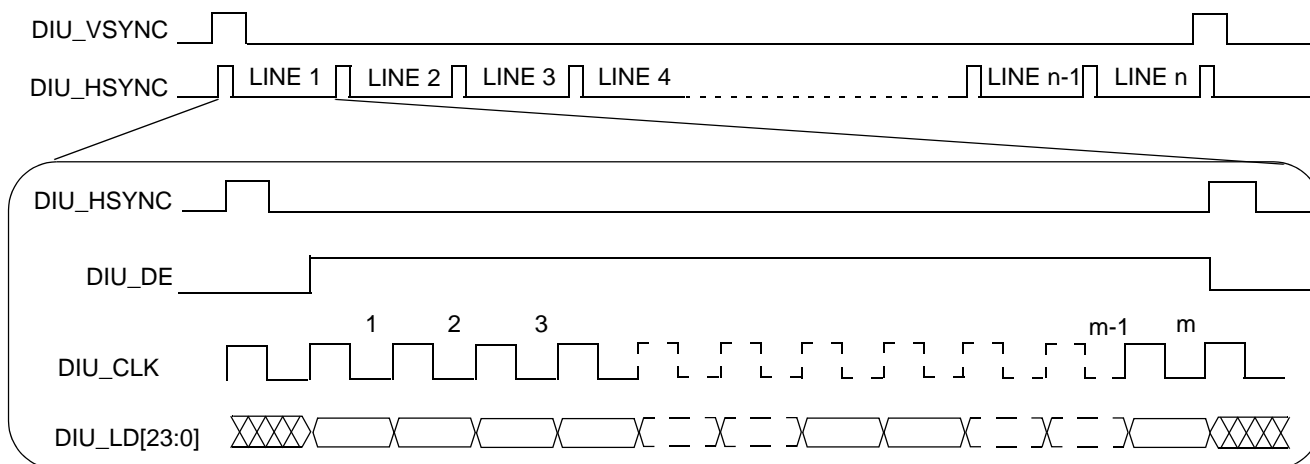 DIU_VSYNC
DIU_HSYNC LINE 1 LINE 2 LINE 3 LINE 4 LINE n-1 LINE n
DIU_HSYNC
DIU_DE
1 2 3 m-1 m
DIU_CLK
DIU_LD[23:0]